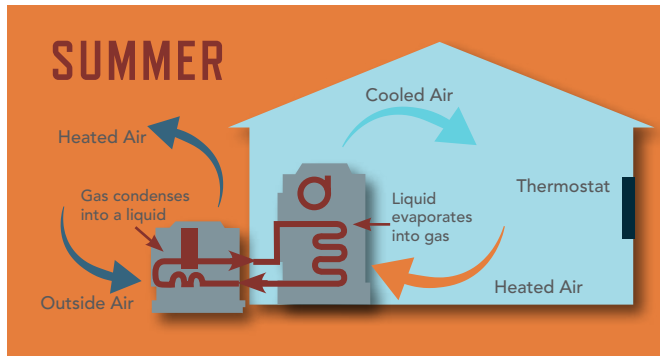 SUMMER
Cooled Air
Heated Air
Gas condenses
into a liquid
Thermostat
Liquid
evaporates
into gas
Outside Air
Heated Air